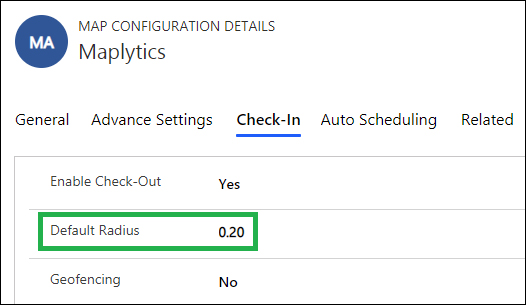 MA
MAP CONFIGURATION DETAILS
Maplytics
General Advance Settings Check-In Auto Scheduling Related
Enable Check-Out Yes
Default Radius 0.20
Geofencing No